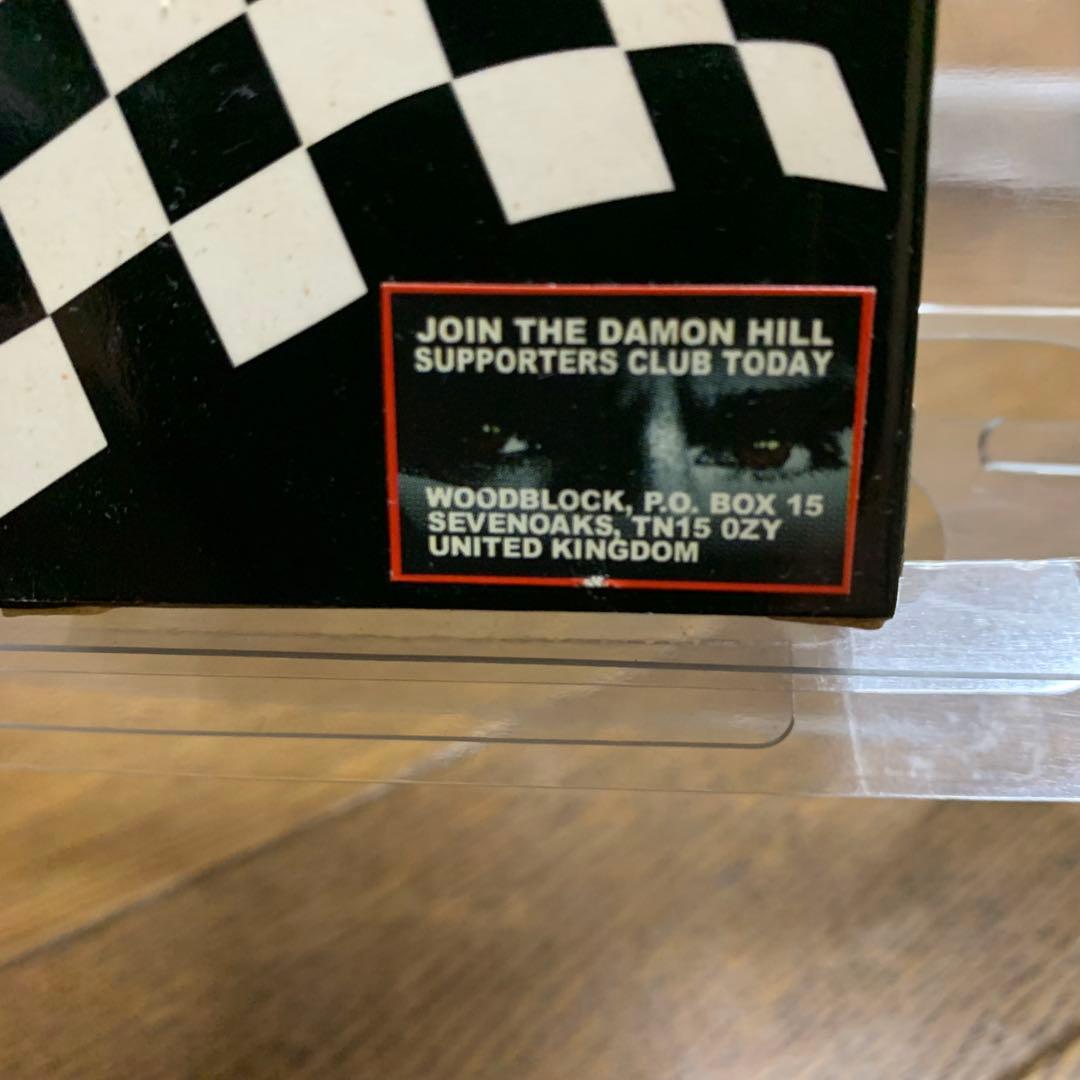 JOIN THE DAMON HILL
SUPPORTERS CLUB TODAY
WOODBLOCK, P.O. BOX 15
SEVENOAKS, TN15 0ZY
UNITED KINGDOM